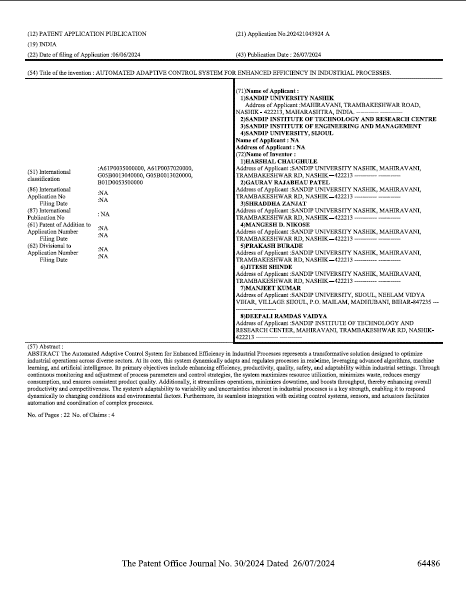 (12) PATENT APPLICATION PUBLICATION
(21) Application No.202421043924 A
(19) INDIA
(22) Date of filing of Application :06/06/2024
(43) Publication Date : 26/07/2024
(54) Title of the invention : AUTOMATED ADAPTIVE CONTROL SYSTEM FOR ENHANCED EFFICIENCY IN INDUSTRIAL PROCESSES.
(51) International classification
:A61P0035000000, A61P0037020000,
G05B0013040000, G05B0013020000,
B01D0053500000
(86) International
Application No
:NA
Filing Date
:NA
(87) International
Publication No
: NA
(61) Patent of Addition to
Application Number
:NA
Filing Date
:NA
(62) Divisional to
Application Number
:NA
Filing Date
:NA
(71)Name of Applicant :
1)SANDIP UNIVERSITY NASHIK
Address of Applicant :MAHIRAVANI, TRAMBAKESHWAR ROAD,
NASHIK - 422213, MAHARASHTRA, INDIA. ----------- -----------
2)SANDIP INSTITUTE OF TECHNOLOGY AND RESEARCH CENTRE
3)SANDIP INSTITUTE OF ENGINEERING AND MANAGEMENT
4)SANDIP UNIVERSITY, SIJOUL
Name of Applicant : NA
Address of Applicant : NA
(72)Name of Inventor :
1)HARSHAL CHAUGHULE
Address of Applicant :SANDIP UNIVERSITY NASHIK, MAHIRAVANI,
TRAMBAKESHWAR RD, NASHIK—422213 ----------- -----------
2)GAURAV RAJABHAU PATEL
Address of Applicant :SANDIP UNIVERSITY NASHIK, MAHIRAVANI,
TRAMBAKESHWAR RD, NASHIK—422213 ----------- -----------
3)SHRADDHA ZANJAT
Address of Applicant :SANDIP UNIVERSITY NASHIK, MAHIRAVANI,
TRAMBAKESHWAR RD, NASHIK—422213 ----------- -----------
4)MANGESH D. NIKOSE
Address of Applicant :SANDIP UNIVERSITY NASHIK, MAHIRAVANI,
TRAMBAKESHWAR RD, NASHIK—422213 ----------- -----------
5)PRAKASH BURADE
Address of Applicant :SANDIP UNIVERSITY NASHIK, MAHIRAVANI,
TRAMBAKESHWAR RD, NASHIK—422213 ----------- -----------
6)JITESH SHINDE
Address of Applicant :SANDIP UNIVERSITY NASHIK, MAHIRAVANI,
TRAMBAKESHWAR RD, NASHIK—422213 ----------- -----------
7)MANJEET KUMAR
Address of Applicant :SANDIP UNIVERSITY, SIJOUL, NEELAM VIDYA
VIHAR, VILLAGE SIJOUL, P.O. MAILAM, MADHUBANI, BIHAR-847235 ---
-------- -----------
8)DEEPALI RAMDAS VAIDYA
Address of Applicant :SANDIP INSTITUTE OF TECHNOLOGY AND
RESEARCH CENTER, MAHIRAVANI, TRAMBAKESHWAR RD, NASHIK-
422213 ----------- -----------
(57) Abstract :
ABSTRACT The Automated Adaptive Control System for Enhanced Efficiency in Industrial Processes represents a transformative solution designed to optimize
industrial operations across diverse sectors. At its core, this system dynamically adapts and regulates processes in real-time, leveraging advanced algorithms, machine
learning, and artificial intelligence. Its primary objectives include enhancing efficiency, productivity, quality, safety, and adaptability within industrial settings. Through
continuous monitoring and adjustment of process parameters and control strategies, the system maximizes resource utilization, minimizes waste, reduces energy
consumption, and ensures consistent product quality. Additionally, it streamlines operations, minimizes downtime, and boosts throughput, thereby enhancing overall
productivity and competitiveness. The system's adaptability to variability and uncertainties inherent in industrial processes is a key strength, enabling it to respond
dynamically to changing conditions and environmental factors. Furthermore, its seamless integration with existing control systems, sensors, and actuators facilitates
automation and coordination of complex processes.
No. of Pages : 22 No. of Claims : 4
The Patent Office Journal No. 30/2024 Dated 26/07/2024
64486